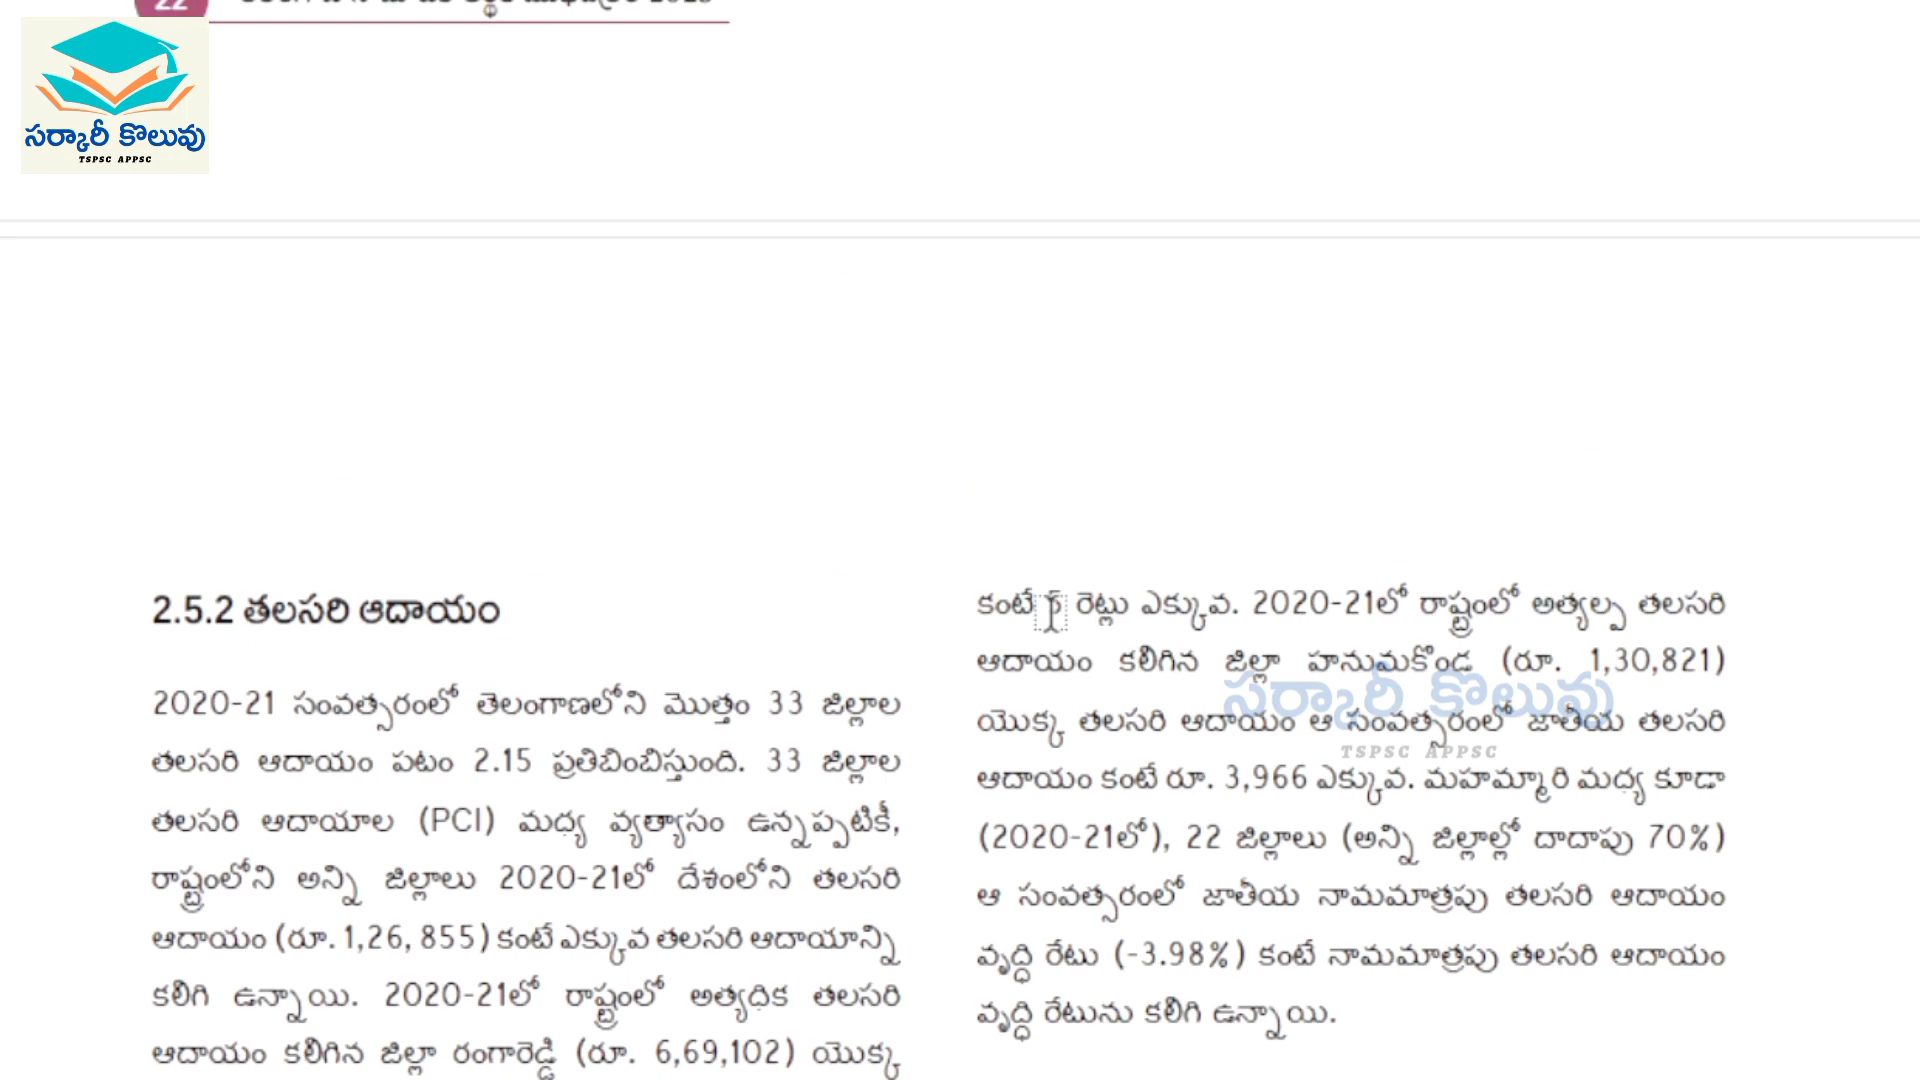 22
సర్కారీ కొలువు
TSPSC APPSC
2.5.2 తలసరి ఆదాయం
2020-21 సంవత్సరంలో తెలంగాణలోని మొత్తం 33 జిల్లాల
తలసరి ఆదాయం పటం 2.15 ప్రతిబింబిస్తుంది. 33 జిల్లాల
తలసరి ఆదాయాల (PCI) మధ్య వ్యత్యాసం ఉన్నప్పటికీ,
రాష్ట్రంలోని అన్ని జిల్లాలు 2020-21లో దేశంలోని తలసరి
ఆదాయం (రూ. 1,26, 855) కంటే ఎక్కువ తలసరి ఆదాయాన్ని
కలిగి ఉన్నాయి. 2020-21లో రాష్ట్రంలో అత్యధిక తలసరి
ఆదాయం కలిగిన జిల్లా రంగారెడ్డి (రూ. 6,69,102) యొక్క
కంటే రెట్లు ఎక్కువ. 2020-21లో రాష్ట్రంలో అత్యల్ప తలసరి
ఆదాయం కలిగిన జిల్లా హనుమకొండ (రూ. 1,30,821)
యొక్క తలసరి ఆదాయం ఆ సంవత్సరంలో జాతీయ తలసరి
ఆదాయం కంటే రూ. 3,966 ఎక్కువ. మహమ్మారి మధ్య కూడా
(2020-21లో), 22 జిల్లాలు (అన్ని జిల్లాల్లో దాదాపు 70%)
ఆ సంవత్సరంలో జాతీయ నామమాత్రపు తలసరి ఆదాయం
వృద్ధి రేటు (-3.98%) కంటే నామమాత్రపు తలసరి ఆదాయం
వృద్ధి రేటును కలిగి ఉన్నాయి.
సర్కారీ కొలువు
TSPSC APPSC